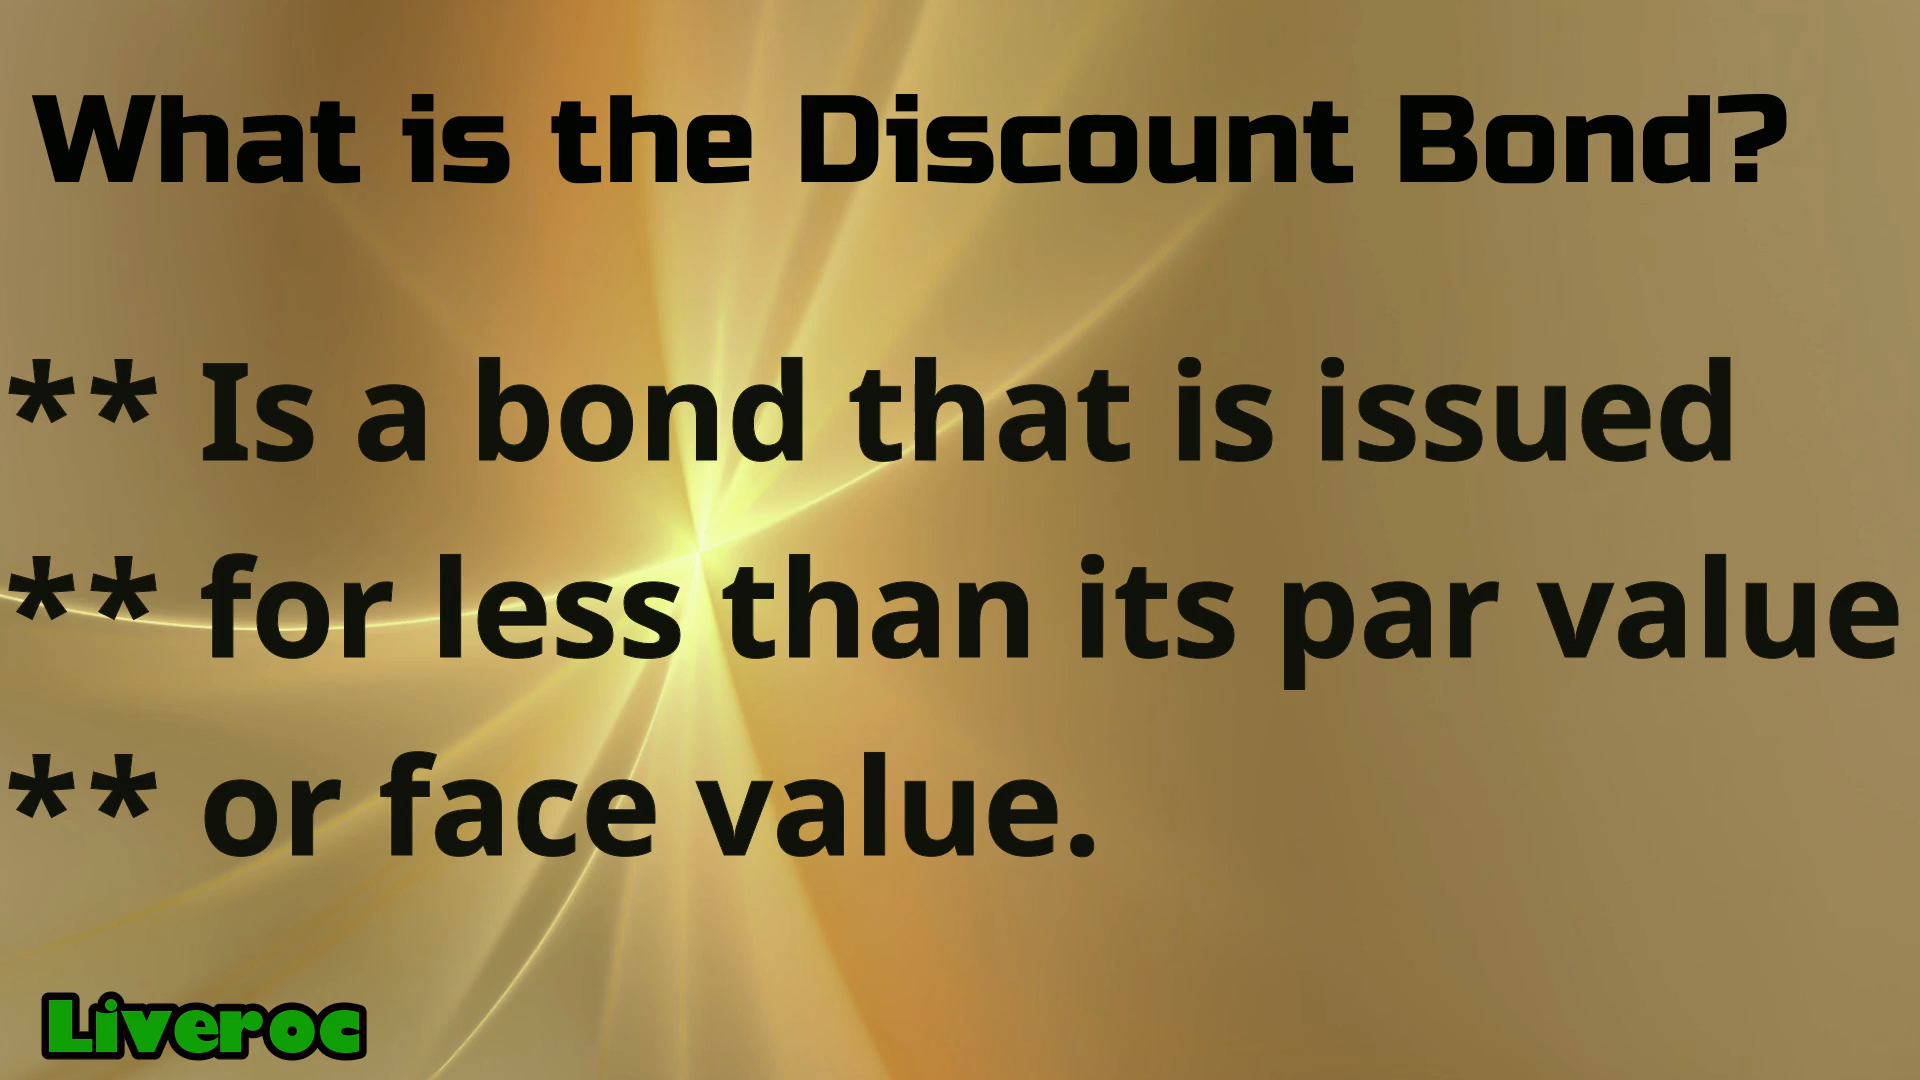 What is the Discount Bond?
** Is a bond that is issued
** for less than its par value
** or face value.
Liveroc